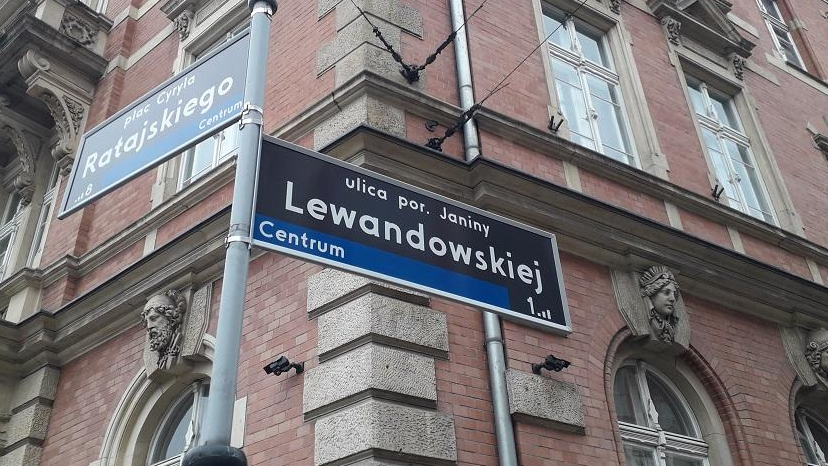 plac Cyryla
Ratajskiego
Centrum
8
ulica por. Janiny
Lewandowskiej
Centrum
1